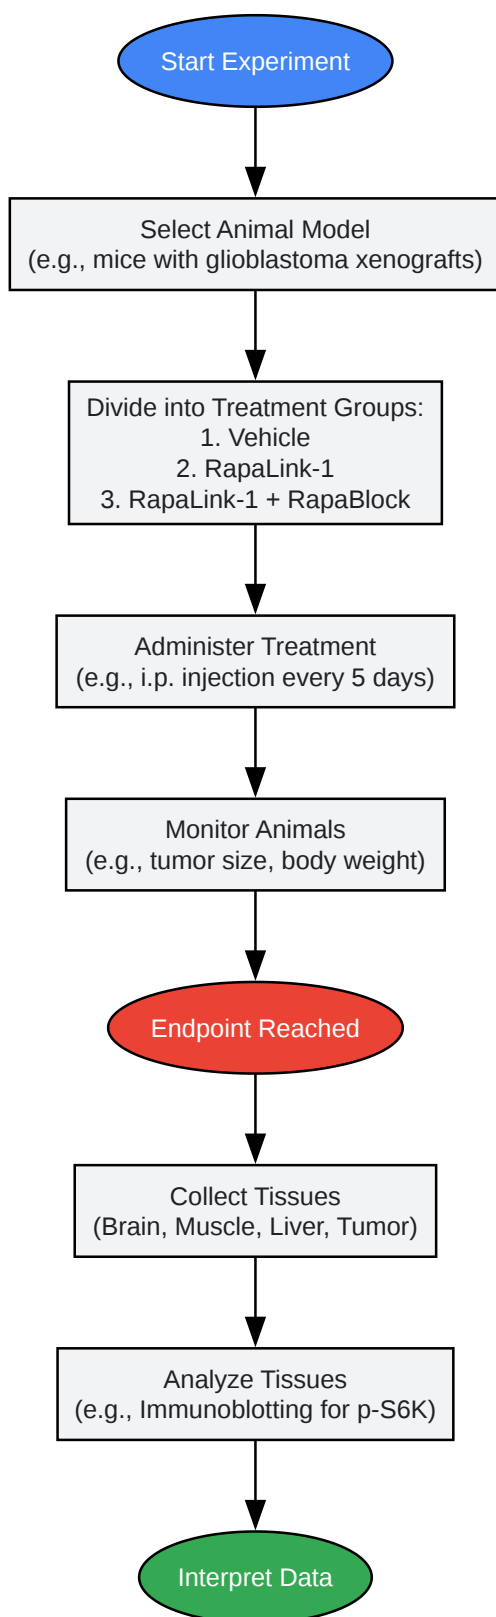 Start Experiment
Select Animal Model
(e.g., mice with glioblastoma xenografts)
Divide into Treatment Groups:
1. Vehicle
2. RapaLink-1
3. RapaLink-1 + RapaBlock
Administer Treatment
(e.g., i.p. injection every 5 days)
Monitor Animals
(e.g., tumor size, body weight)
Endpoint Reached
Collect Tissues
(Brain, Muscle, Liver, Tumor)
Analyze Tissues
(e.g., Immunoblotting for p-S6K)
Interpret Data